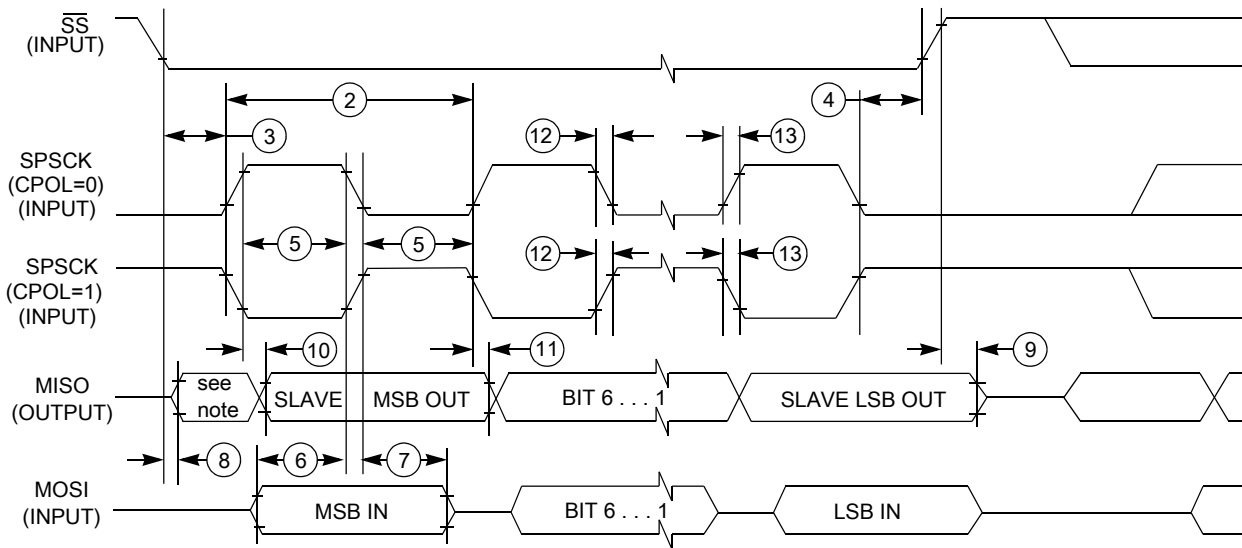 SS
(INPUT)
2
4
3
12
13
SPSCK
(CPOL=0)
(INPUT)
5
5
12
13
SPSCK
(CPOL=1)
(INPUT)
10
11
9
MISO
(OUTPUT)
see
note
SLAVE
MSB OUT
BIT 6 . . . 1
SLAVE LSB OUT
8
6
7
MOSI
(INPUT)
MSB IN
BIT 6 . . . 1
LSB IN